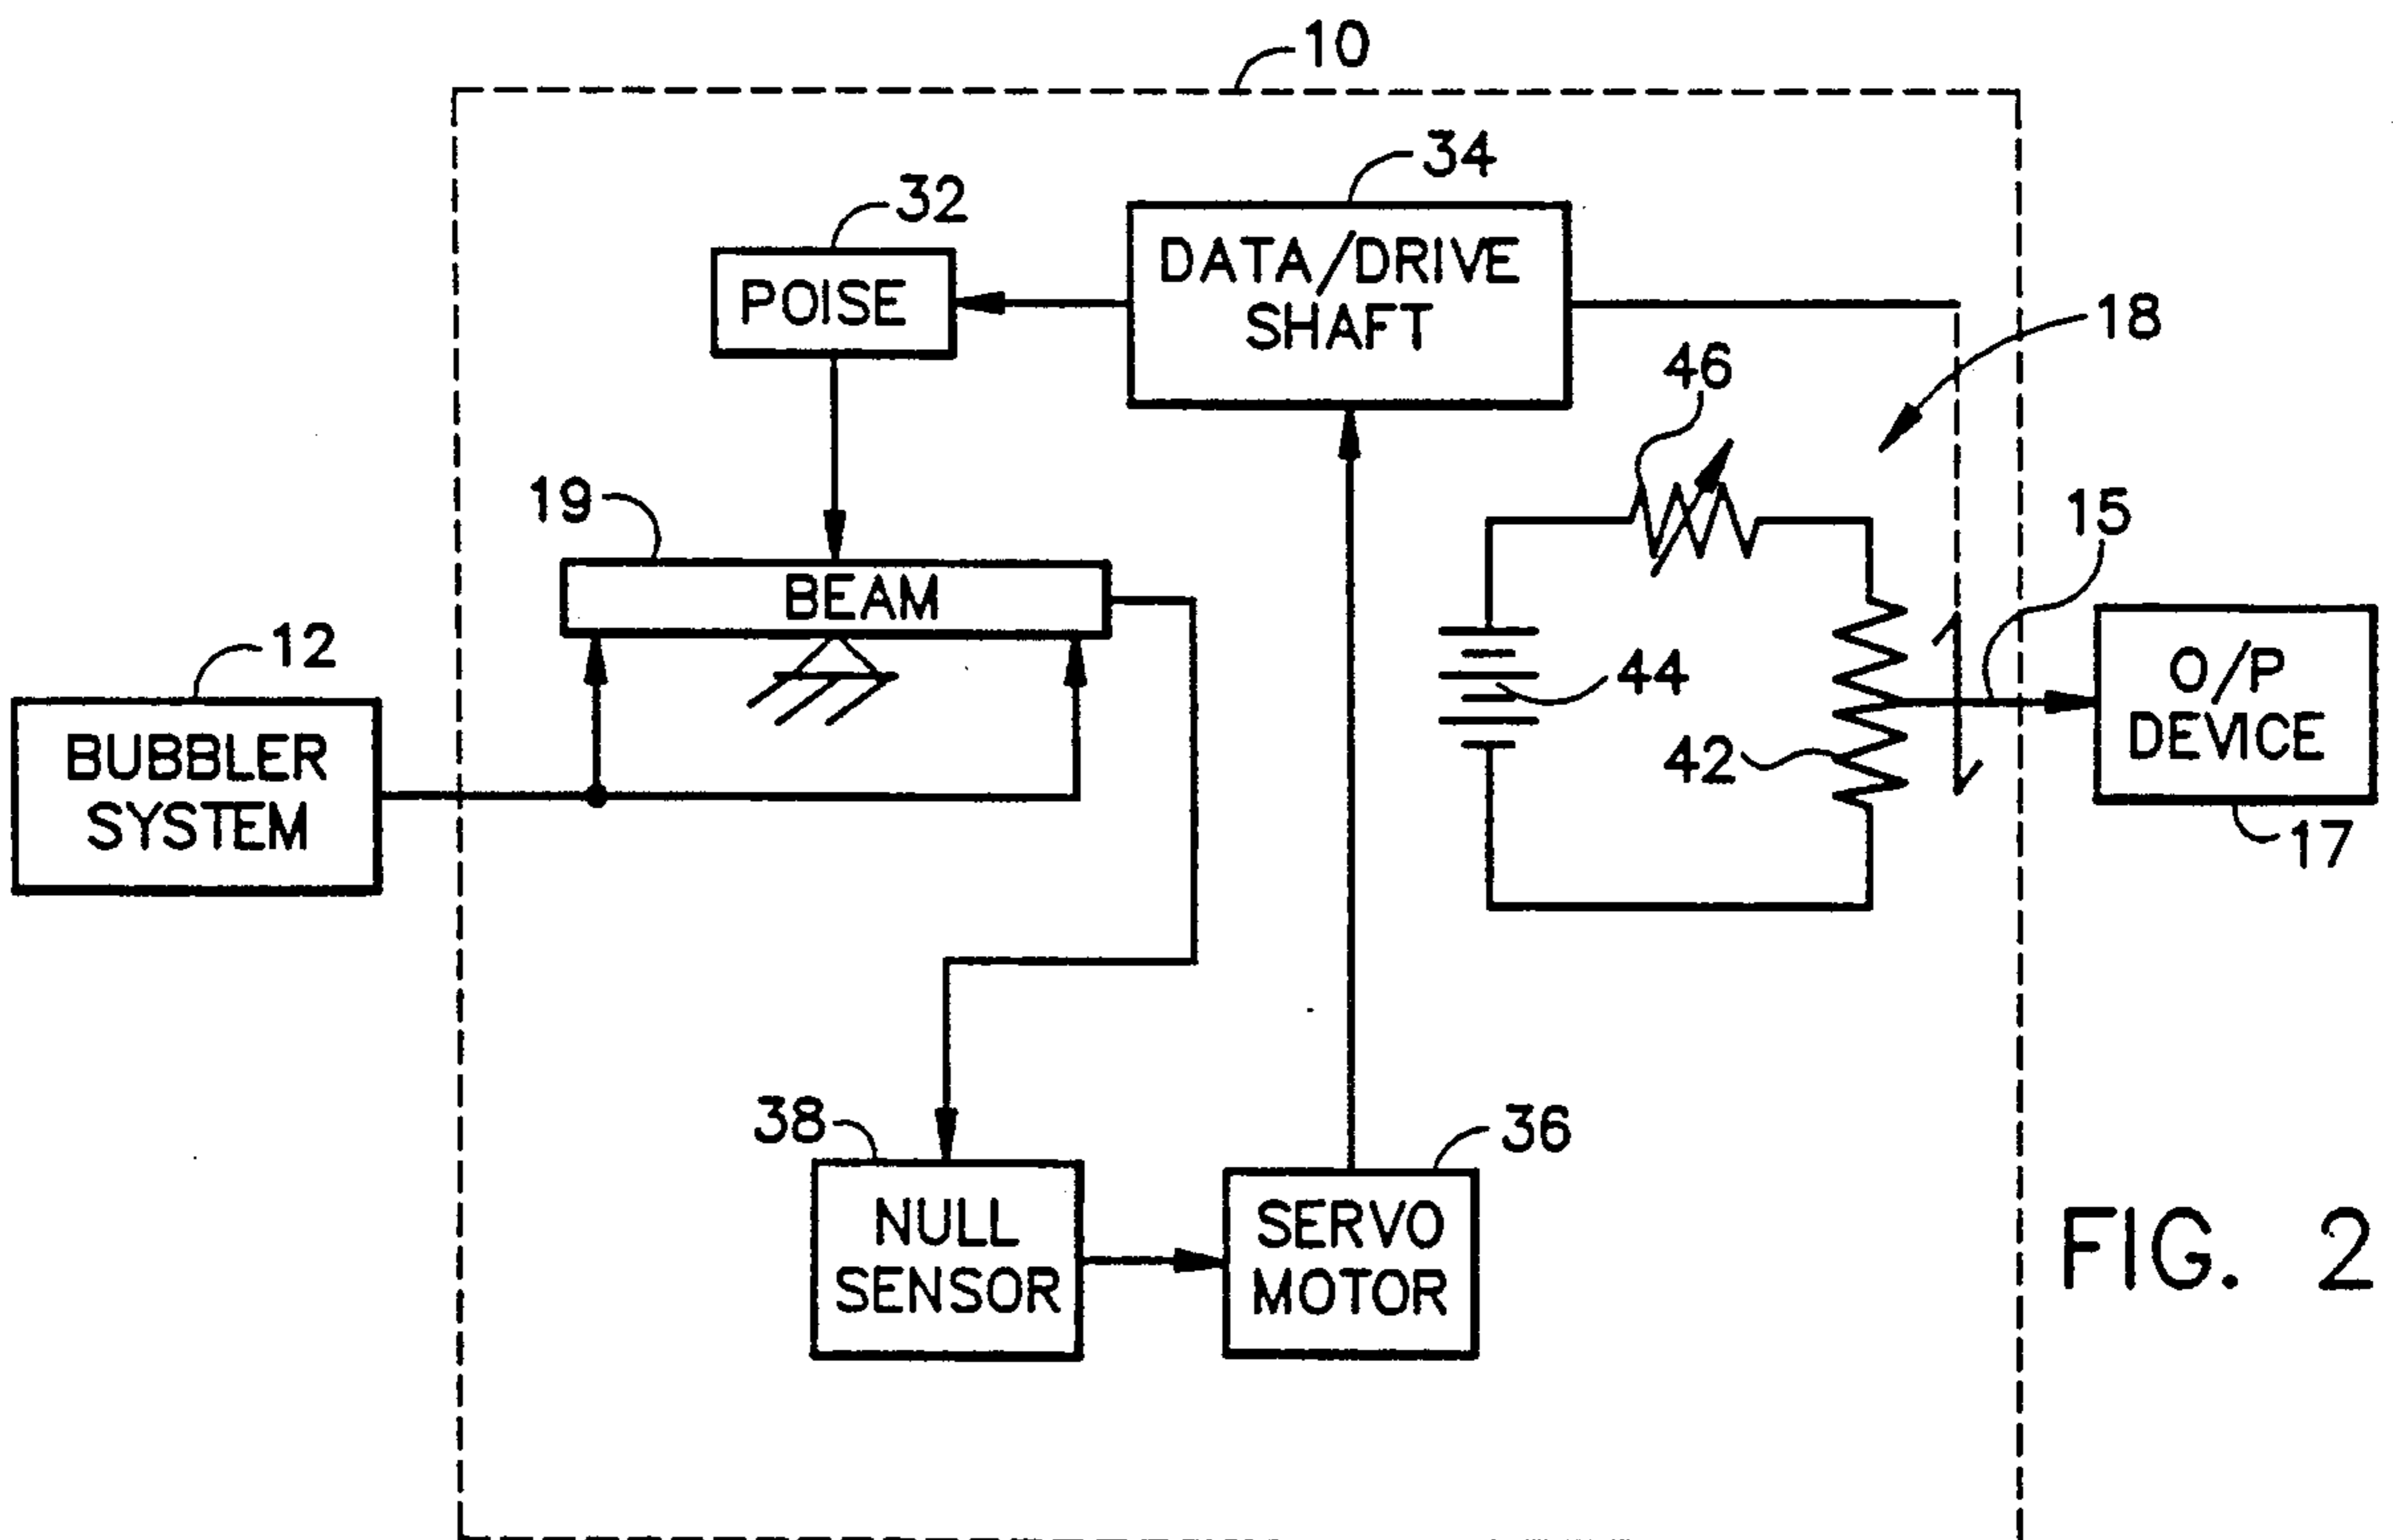 10
34
32
DATA/DRIVE
SHAFT
POISE
18
46
19
15
BEAM
12
44
O/P
DEVICE
BUBBLER
SYSTEM
42
17
38
36
NULL
SENSOR
SERVO
MOTOR
FIG. 2